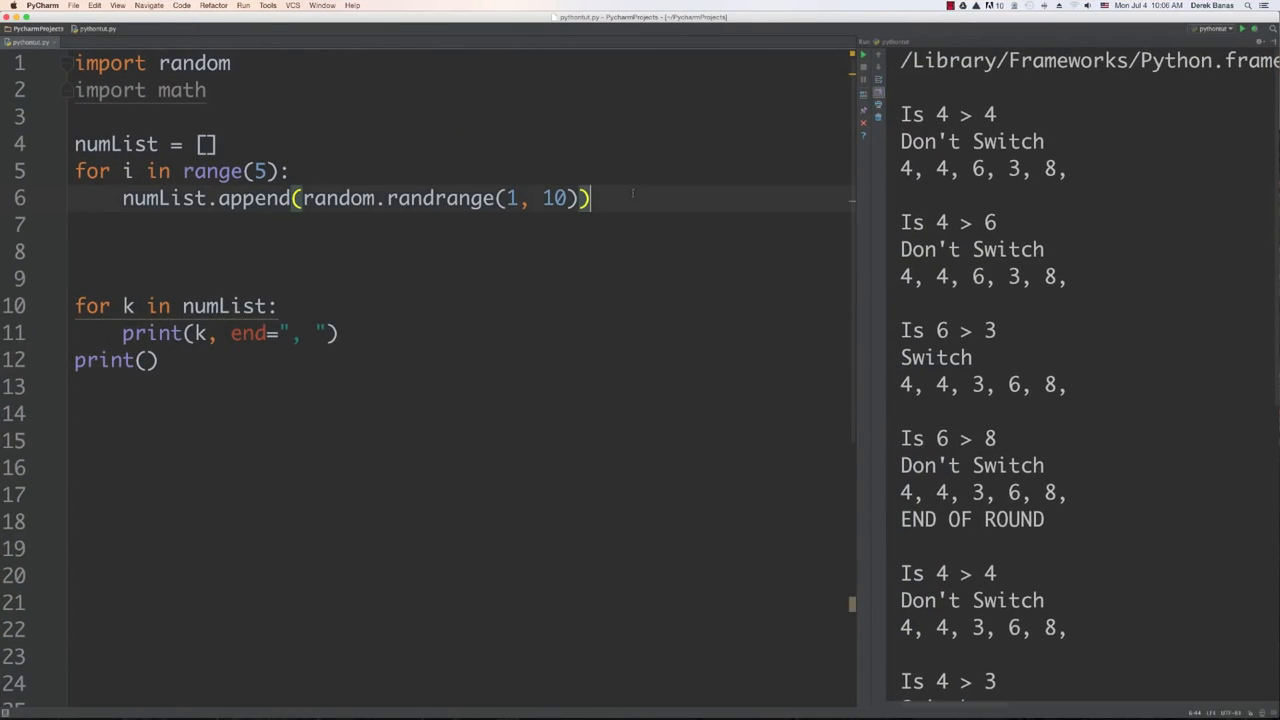 PyCharm File Edit View Navigate Code Refactor Run Tools VCS Window Help 10 Mon Jul 4 10:06 AM Derek Banas
pythontut.py - PycharmProjects - [~/PycharmProjects]
PycharmProjects pythontut.py pythontut
pythontut.py
Run: pythontut
1 import random
2 import math
3
4 numList = []
5 for i in range(5):
6 numList.append(random.randrange(1, 10))
7
8
9
10 for k in numList:
11 print(k, end=", ")
12 print()
13
14
15
16
17
18
19
20
21
22
23
24
/Library/Frameworks/Python.frame
Is 4 > 4
Don't Switch
4, 4, 6, 3, 8,
Is 4 > 6
Don't Switch
4, 4, 6, 3, 8,
Is 6 > 3
Switch
4, 4, 3, 6, 8,
Is 6 > 8
Don't Switch
4, 4, 3, 6, 8,
END OF ROUND
Is 4 > 4
Don't Switch
4, 4, 3, 6, 8,
Is 4 > 3
6:44 LF± UTF-8±